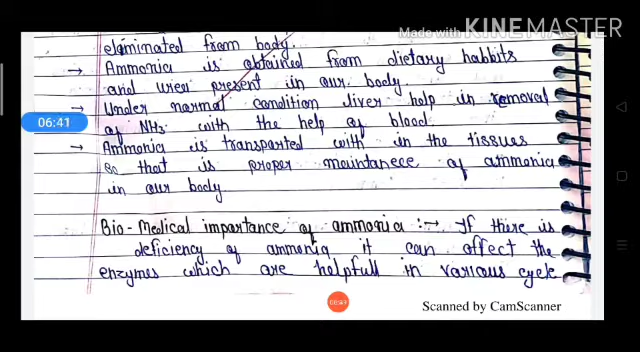 Made with KINEMASTER
eleminated from body.
→ Ammonia is obtained from dietary habbits
and urea present in our body
→ Under normal condition liver help in removal
06:41
of NH3 with the help of blood.
→ Ammonia is transported with in the tissues
so that is proper maintanece of ammonia
in our body
Bio-Medical importance of ammonia :→ If there is
deficiency of ammonia it can affect the
enzymes which are helpfull in various cycle
Scanned by CamScanner